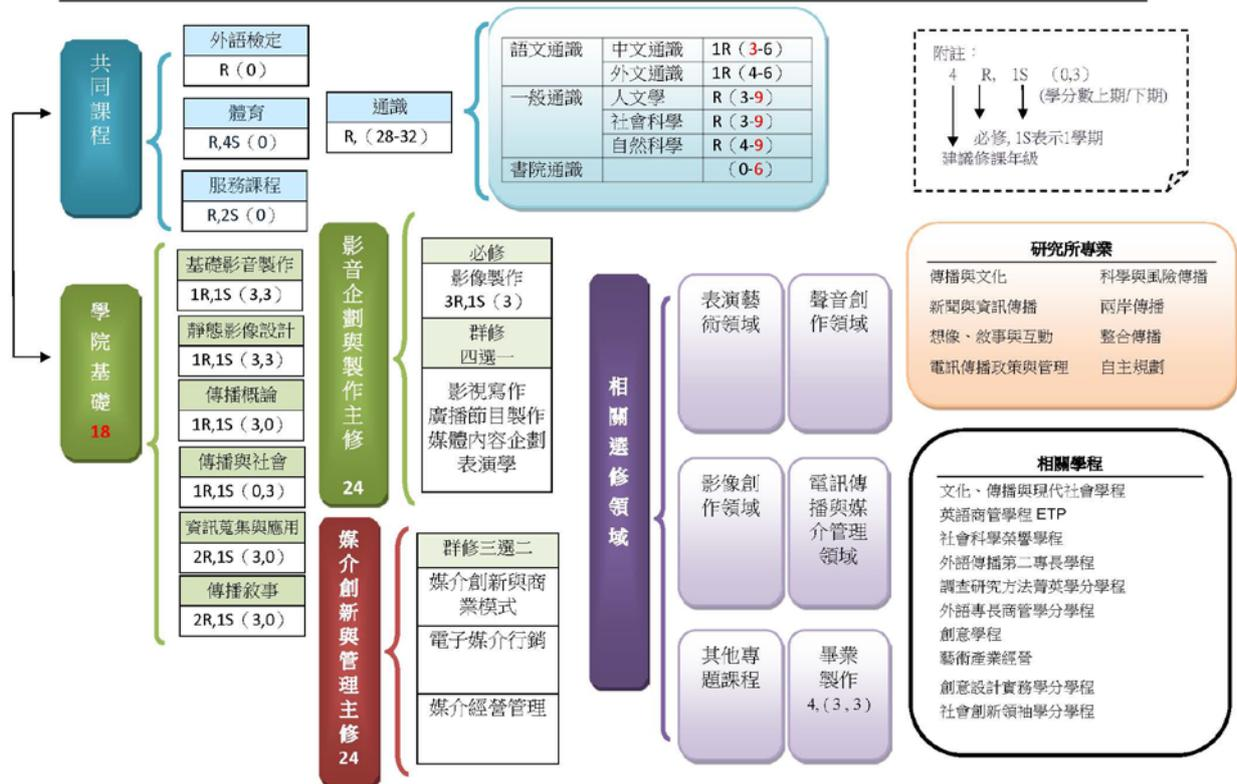 共同課程
外語檢定
R（0）
體育
R,4S（0）
服務課程
R,2S（0）
通識
R,（28-32）
語文通識 中文通識 1R（3-6）
外文通識 1R（4-6）
一般通識 人文學 R（3-9）
社會科學 R（3-9）
自然科學 R（4-9）
書院通識 （0-6）
附註：
4 R, 1S （0,3）
(學分數上期/下期)
必修, 1S表示1學期
建議修課年級
學院基礎
18
基礎影音製作
1R,1S（3,3）
靜態影像設計
1R,1S（3,3）
傳播概論
1R,1S（3,0）
傳播與社會
1R,1S（0,3）
資訊蒐集與應用
2R,1S（3,0）
傳播敘事
2R,1S（3,0）
影音企劃與製作主修
24
必修
影像製作
3R,1S（3）
群修
四選一
影視寫作
廣播節目製作
媒體內容企劃
表演學
媒介創新與管理主修
24
群修三選二
媒介創新與商
業模式
電子媒介行銷
媒介經營管理
相關選修領域
表演藝
術領域
聲音創
作領域
影像創
作領域
電訊傳
播與媒
介管理
領域
其他專
題課程
畢業
製作
4,(3,3)
研究所專業
傳播與文化 科學與風險傳播
新聞與資訊傳播 兩岸傳播
想像、敘事與互動 整合傳播
電訊傳播政策與管理 自主規劃
相關學程
文化、傳播與現代社會學程
英語商管學程 ETP
社會科學榮譽學程
外語傳播第二專長學程
調查研究方法菁英學分學程
外語專長商管學分學程
創意學程
藝術產業經營
創意設計實務學分學程
社會創新領袖學分學程